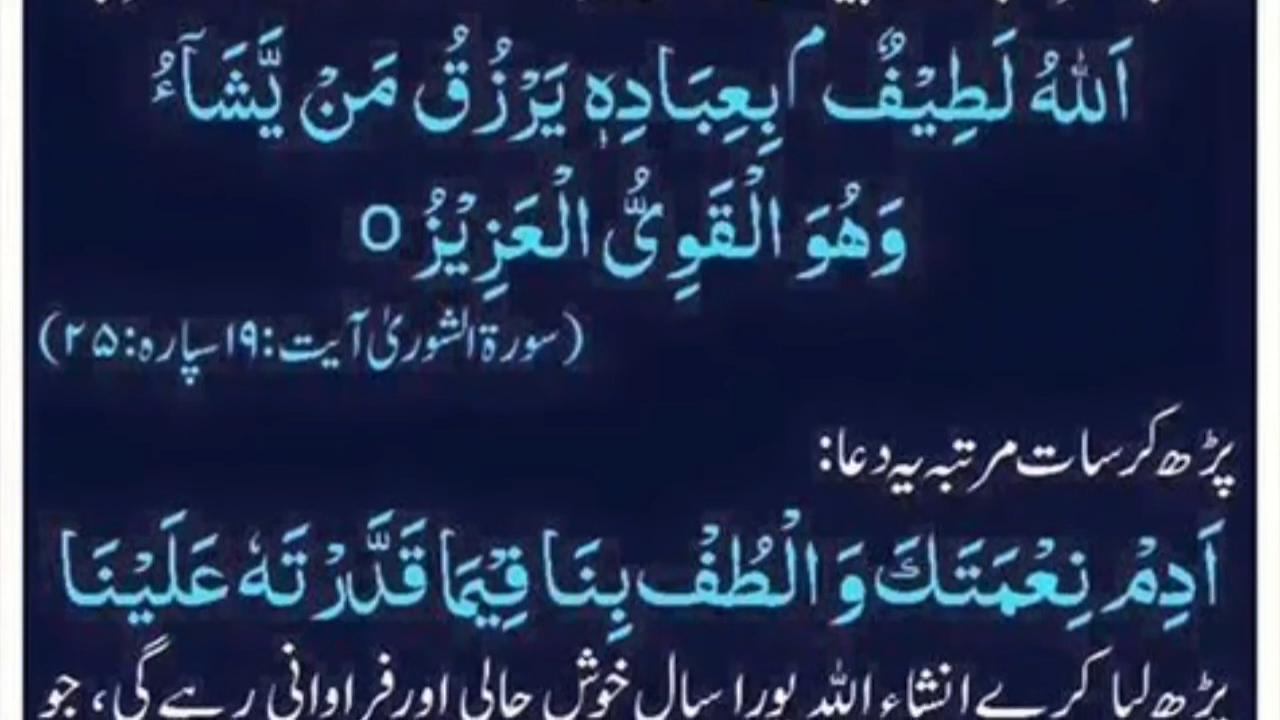 اَللّٰهُ لَطِيْفٌۢ بِعِبَادِهٖ يَرْزُقُ مَنْ يَّشَآءُ
وَهُوَ الْقَوِيُّ الْعَزِيْزُ ○
(سورۃ الشوریٰ آیت:۱۹ سپارہ:۲۵)
پڑھ کر سات مرتبہ یہ دعا:
اَدِمْ نِعْمَتَكَ وَ الْطُفْ بِنَا فِيْمَا قَدَّرْتَهٗ عَلَيْنَا
پڑھ لیا کرے انشاء اللہ پورا سال خوش حالی اور فراوانی رہے گی، جو